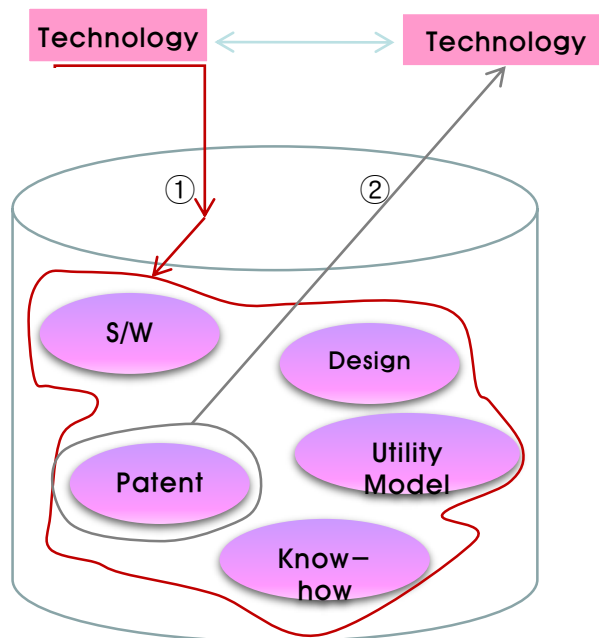 Technology
Technology
①
②
S/W
Design
Utility
Model
Patent
Know-
how